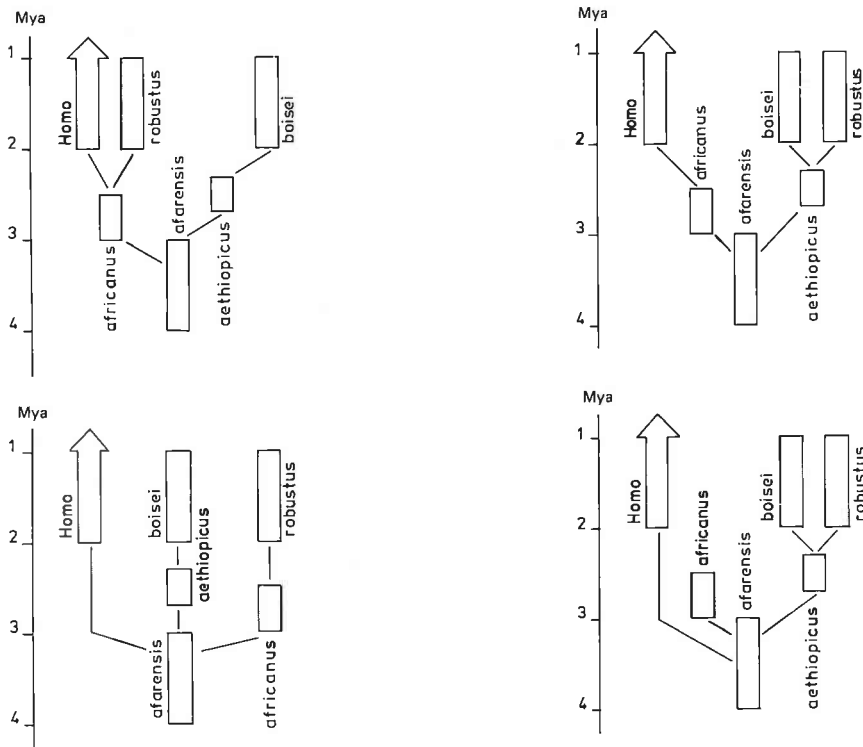 Mya
1
2
3
4
Homo
robustus
boisei
africanus
afarensis
aethiopicus
Mya
1
2
3
4
Homo
africanus
afarensis
boisei
robustus
aethiopicus
Mya
1
2
3
4
Homo
boisei
aethiopicus
robustus
afarensis
africanus
Mya
1
2
3
4
Homo
africanus
afarensis
boisei
robustus
aethiopicus